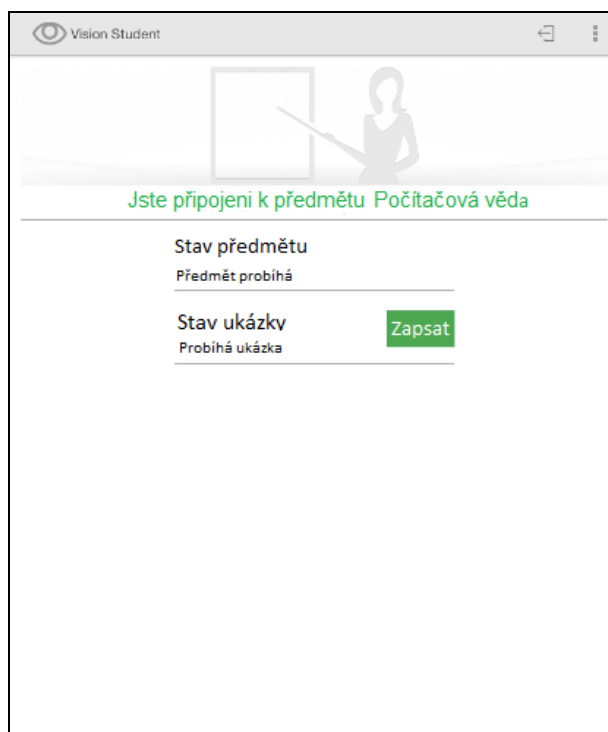 Vision Student
Jste připojeni k předmětu Počítačová věda
Stav předmětu
Předmět probíhá
Stav ukázky
Zapsat
Probíhá ukázka